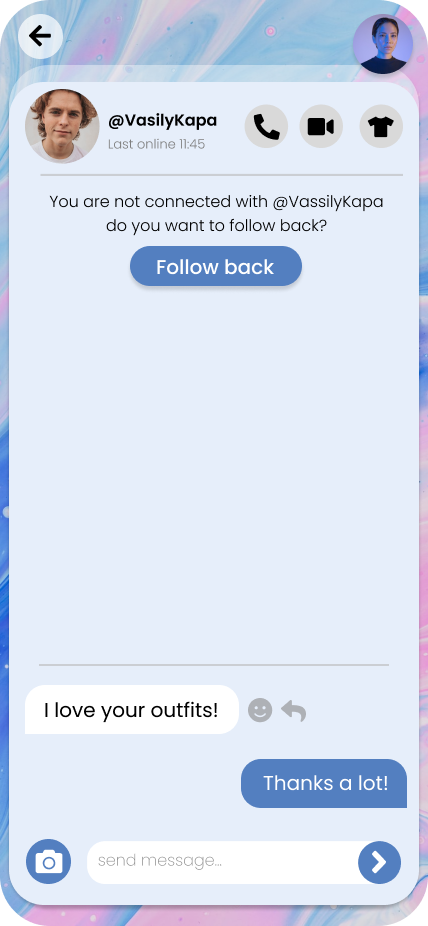 @VasilyKapa
Last online 11:45
You are not connected with @VassilyKapa
do you want to follow back?
Follow back
I love your outfits!
Thanks a lot!
send message...